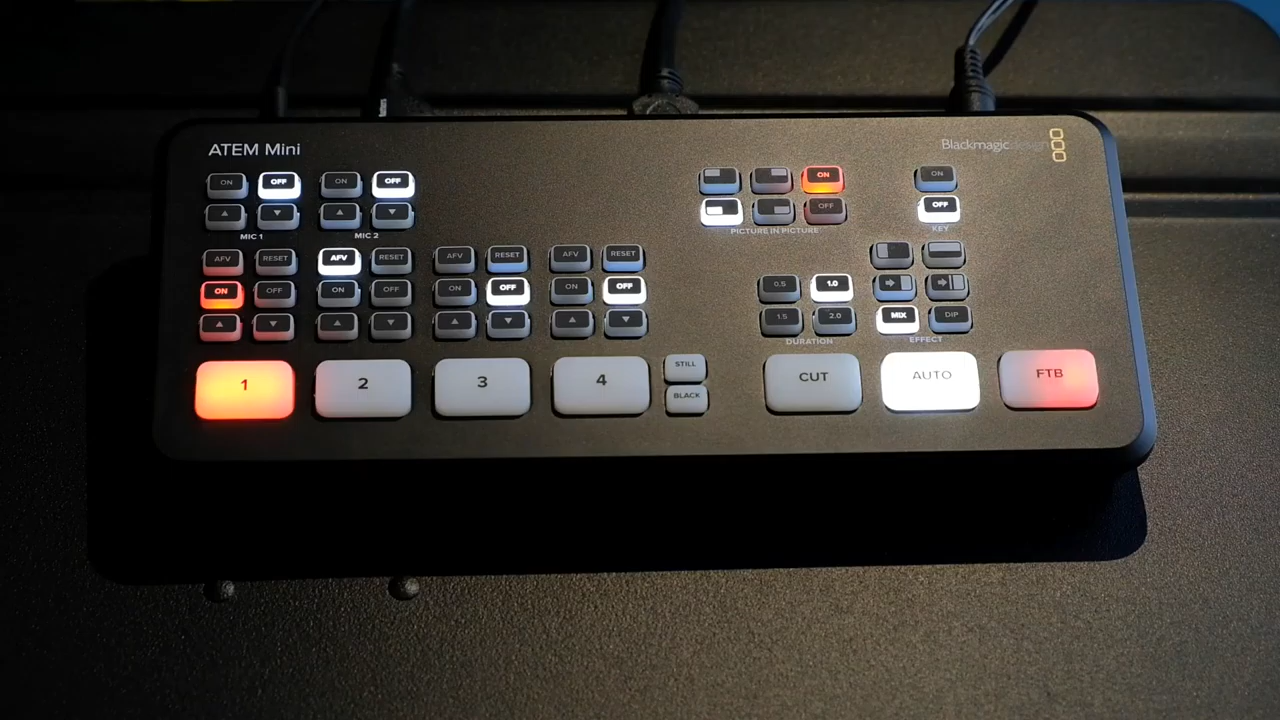 ATEM Mini
Blackmagicdesign
ON OFF ON OFF
MIC 1 MIC 2
ON
OFF
PICTURE IN PICTURE
ON
OFF
KEY
AFV RESET AFV RESET AFV RESET AFV RESET
ON OFF ON OFF ON OFF ON OFF
0.5 1.0
1.5 2.0
DURATION
MIX DIP
EFFECT
1 2 3 4
STILL
BLACK
CUT AUTO FTB